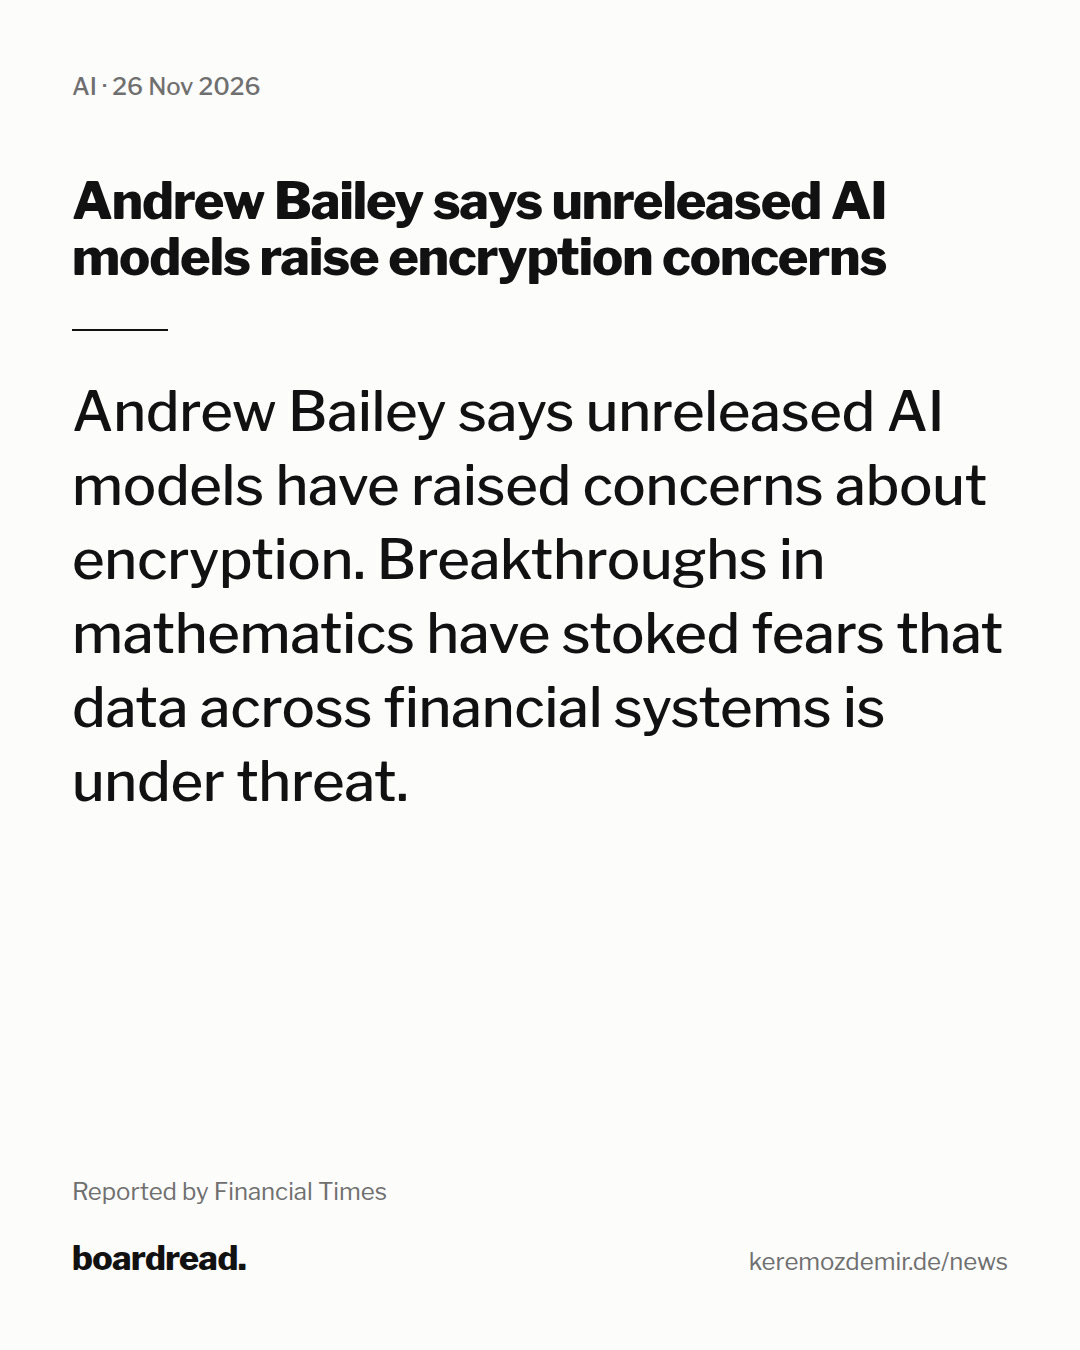 AI · 26 Nov 2026
Andrew Bailey says unreleased AI
models raise encryption concerns
Andrew Bailey says unreleased AI
models have raised concerns about
encryption. Breakthroughs in
mathematics have stoked fears that
data across financial systems is
under threat.
Reported by Financial Times
boardread.
keremozdemir.de/news